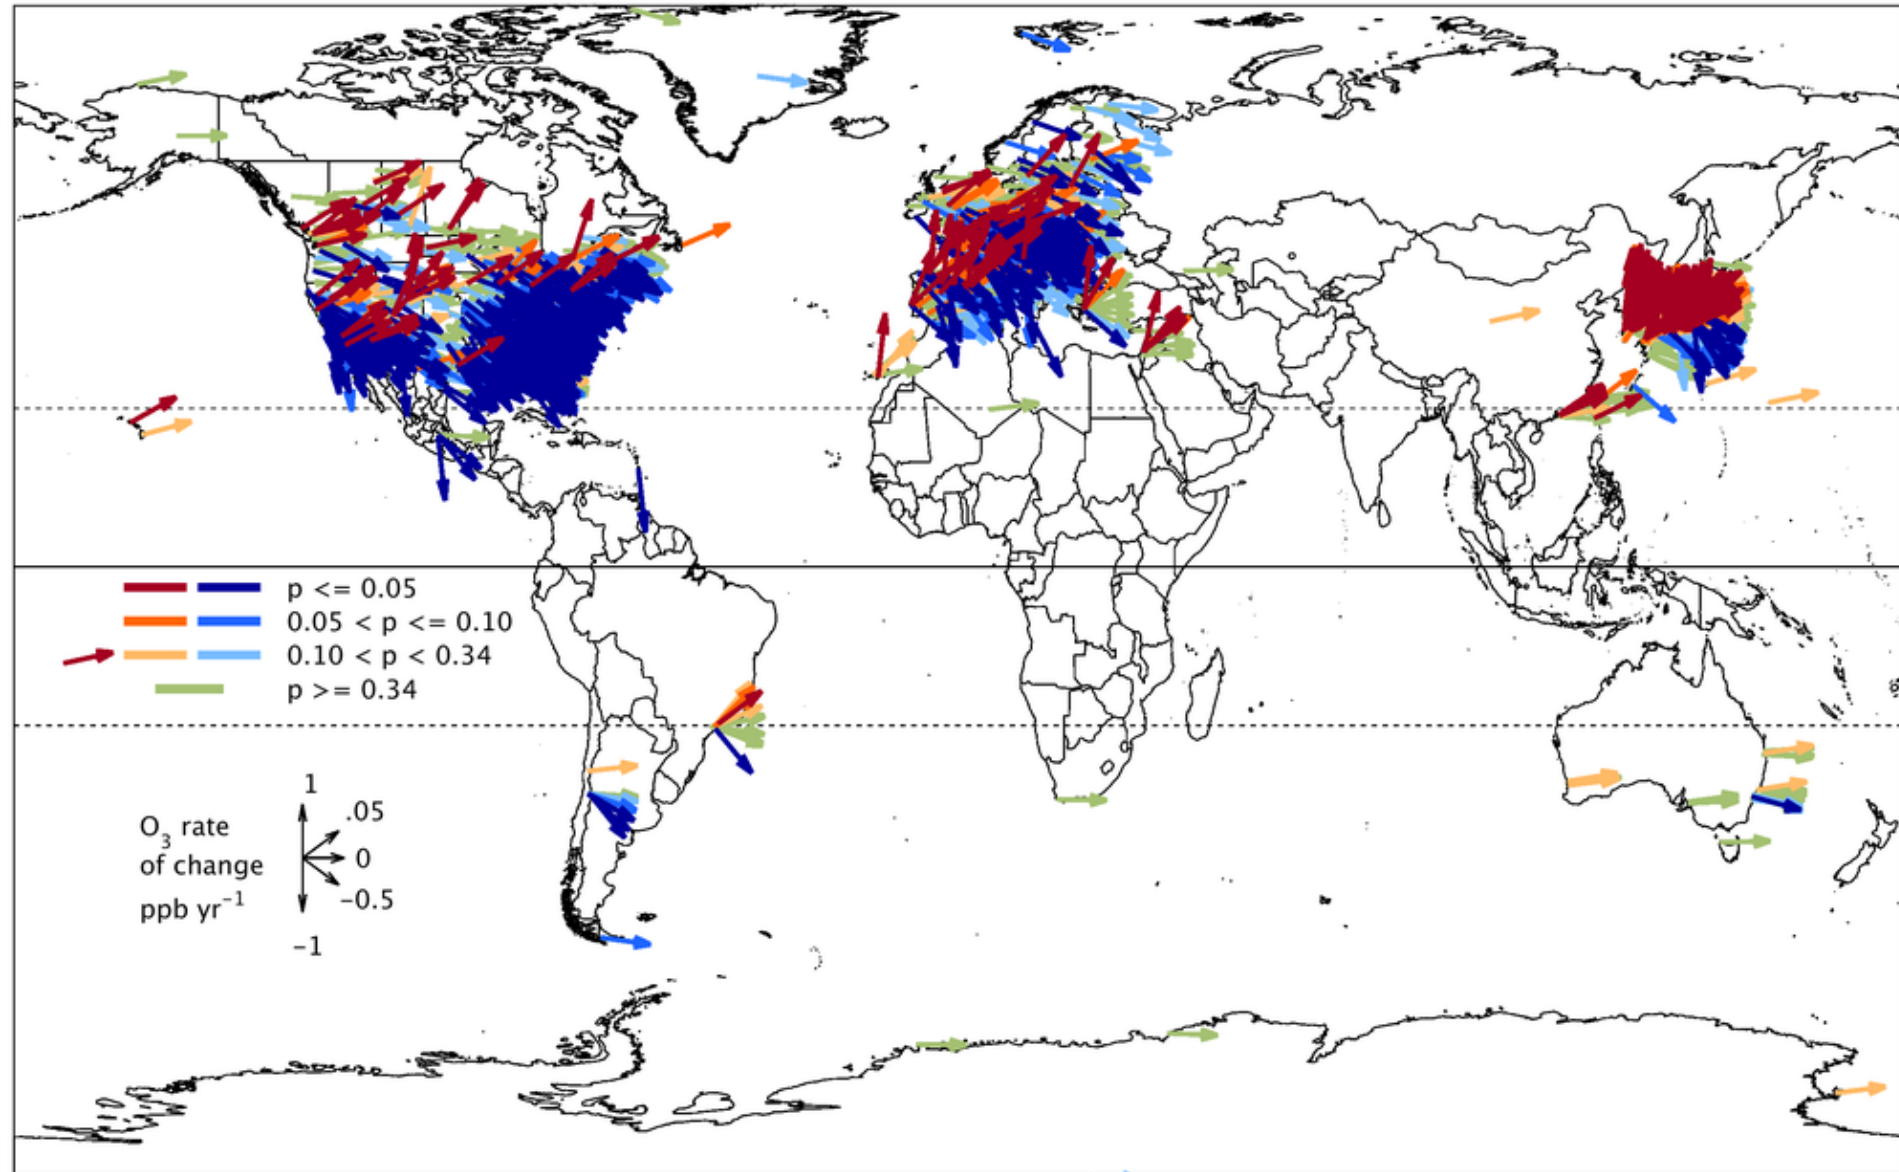 p <= 0.05
0.05 < p <= 0.10
0.10 < p < 0.34
p >= 0.34
1
.05
O3 rate
of change
ppb yr−1
0
−0.5
−1